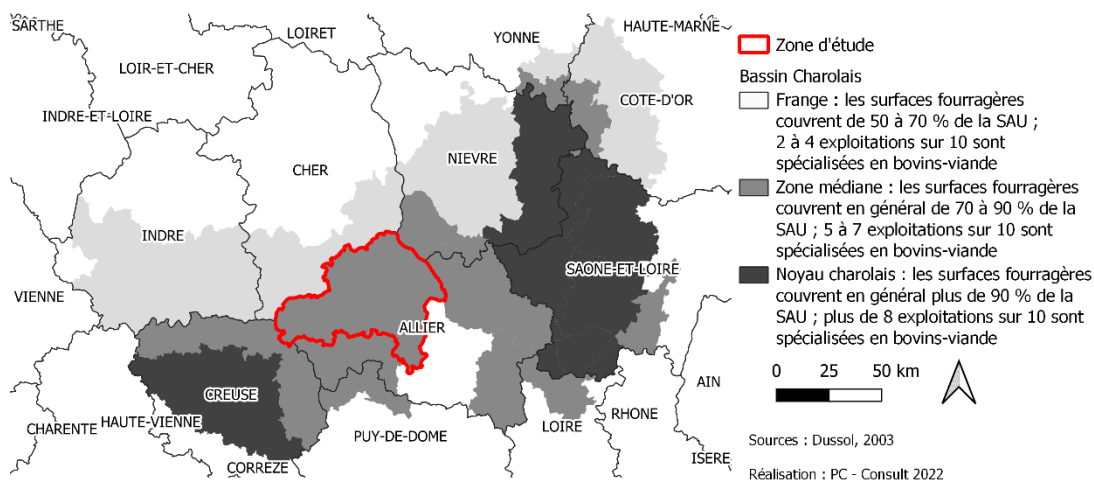 SARTHE
LOIRET
YONNE
HAUTE-MARNE
LOIR-ET-CHER
COTE-D'OR
INDRE-ET-LOIRE
NIEVRE
CHER
INDRE
SAONE-ET-LOIRE
VIENNE
ALLIER
CREUSE
AIN
HAUTE-VIENNE
RHONE
CHARENTE
PUY-DE-DOME
LOIRE
ISERE
CORREZE
Zone d'étude
Bassin Charolais
Frange : les surfaces fourragères
couvrent de 50 à 70 % de la SAU ;
2 à 4 exploitations sur 10 sont
spécialisées en bovins-viande
Zone médiane : les surfaces fourragères
couvrent en général de 70 à 90 % de la
SAU ; 5 à 7 exploitations sur 10 sont
spécialisées en bovins-viande
Noyau charolais : les surfaces fourragères
couvrent en général plus de 90 % de la
SAU ; plus de 8 exploitations sur 10 sont
spécialisées en bovins-viande
0 25 50 km
Sources : Dussol, 2003
Réalisation : PC - Consult 2022